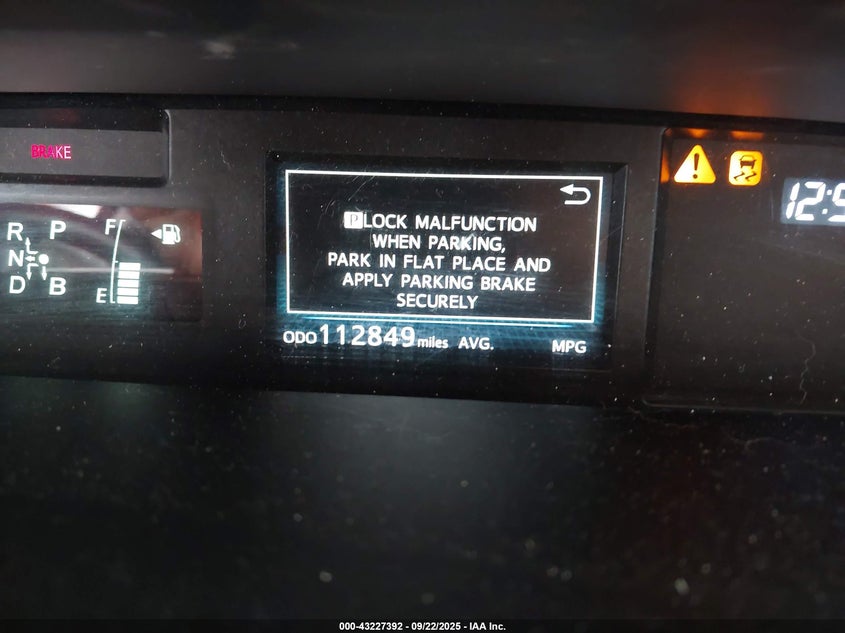 BRAKE
R P
N
D B
F
E
P LOCK MALFUNCTION
WHEN PARKING,
PARK IN FLAT PLACE AND
APPLY PARKING BRAKE
SECURELY
ODO 112849 miles AVG. MPG
!
000-43227392 - 09/22/2025 - IAA Inc.